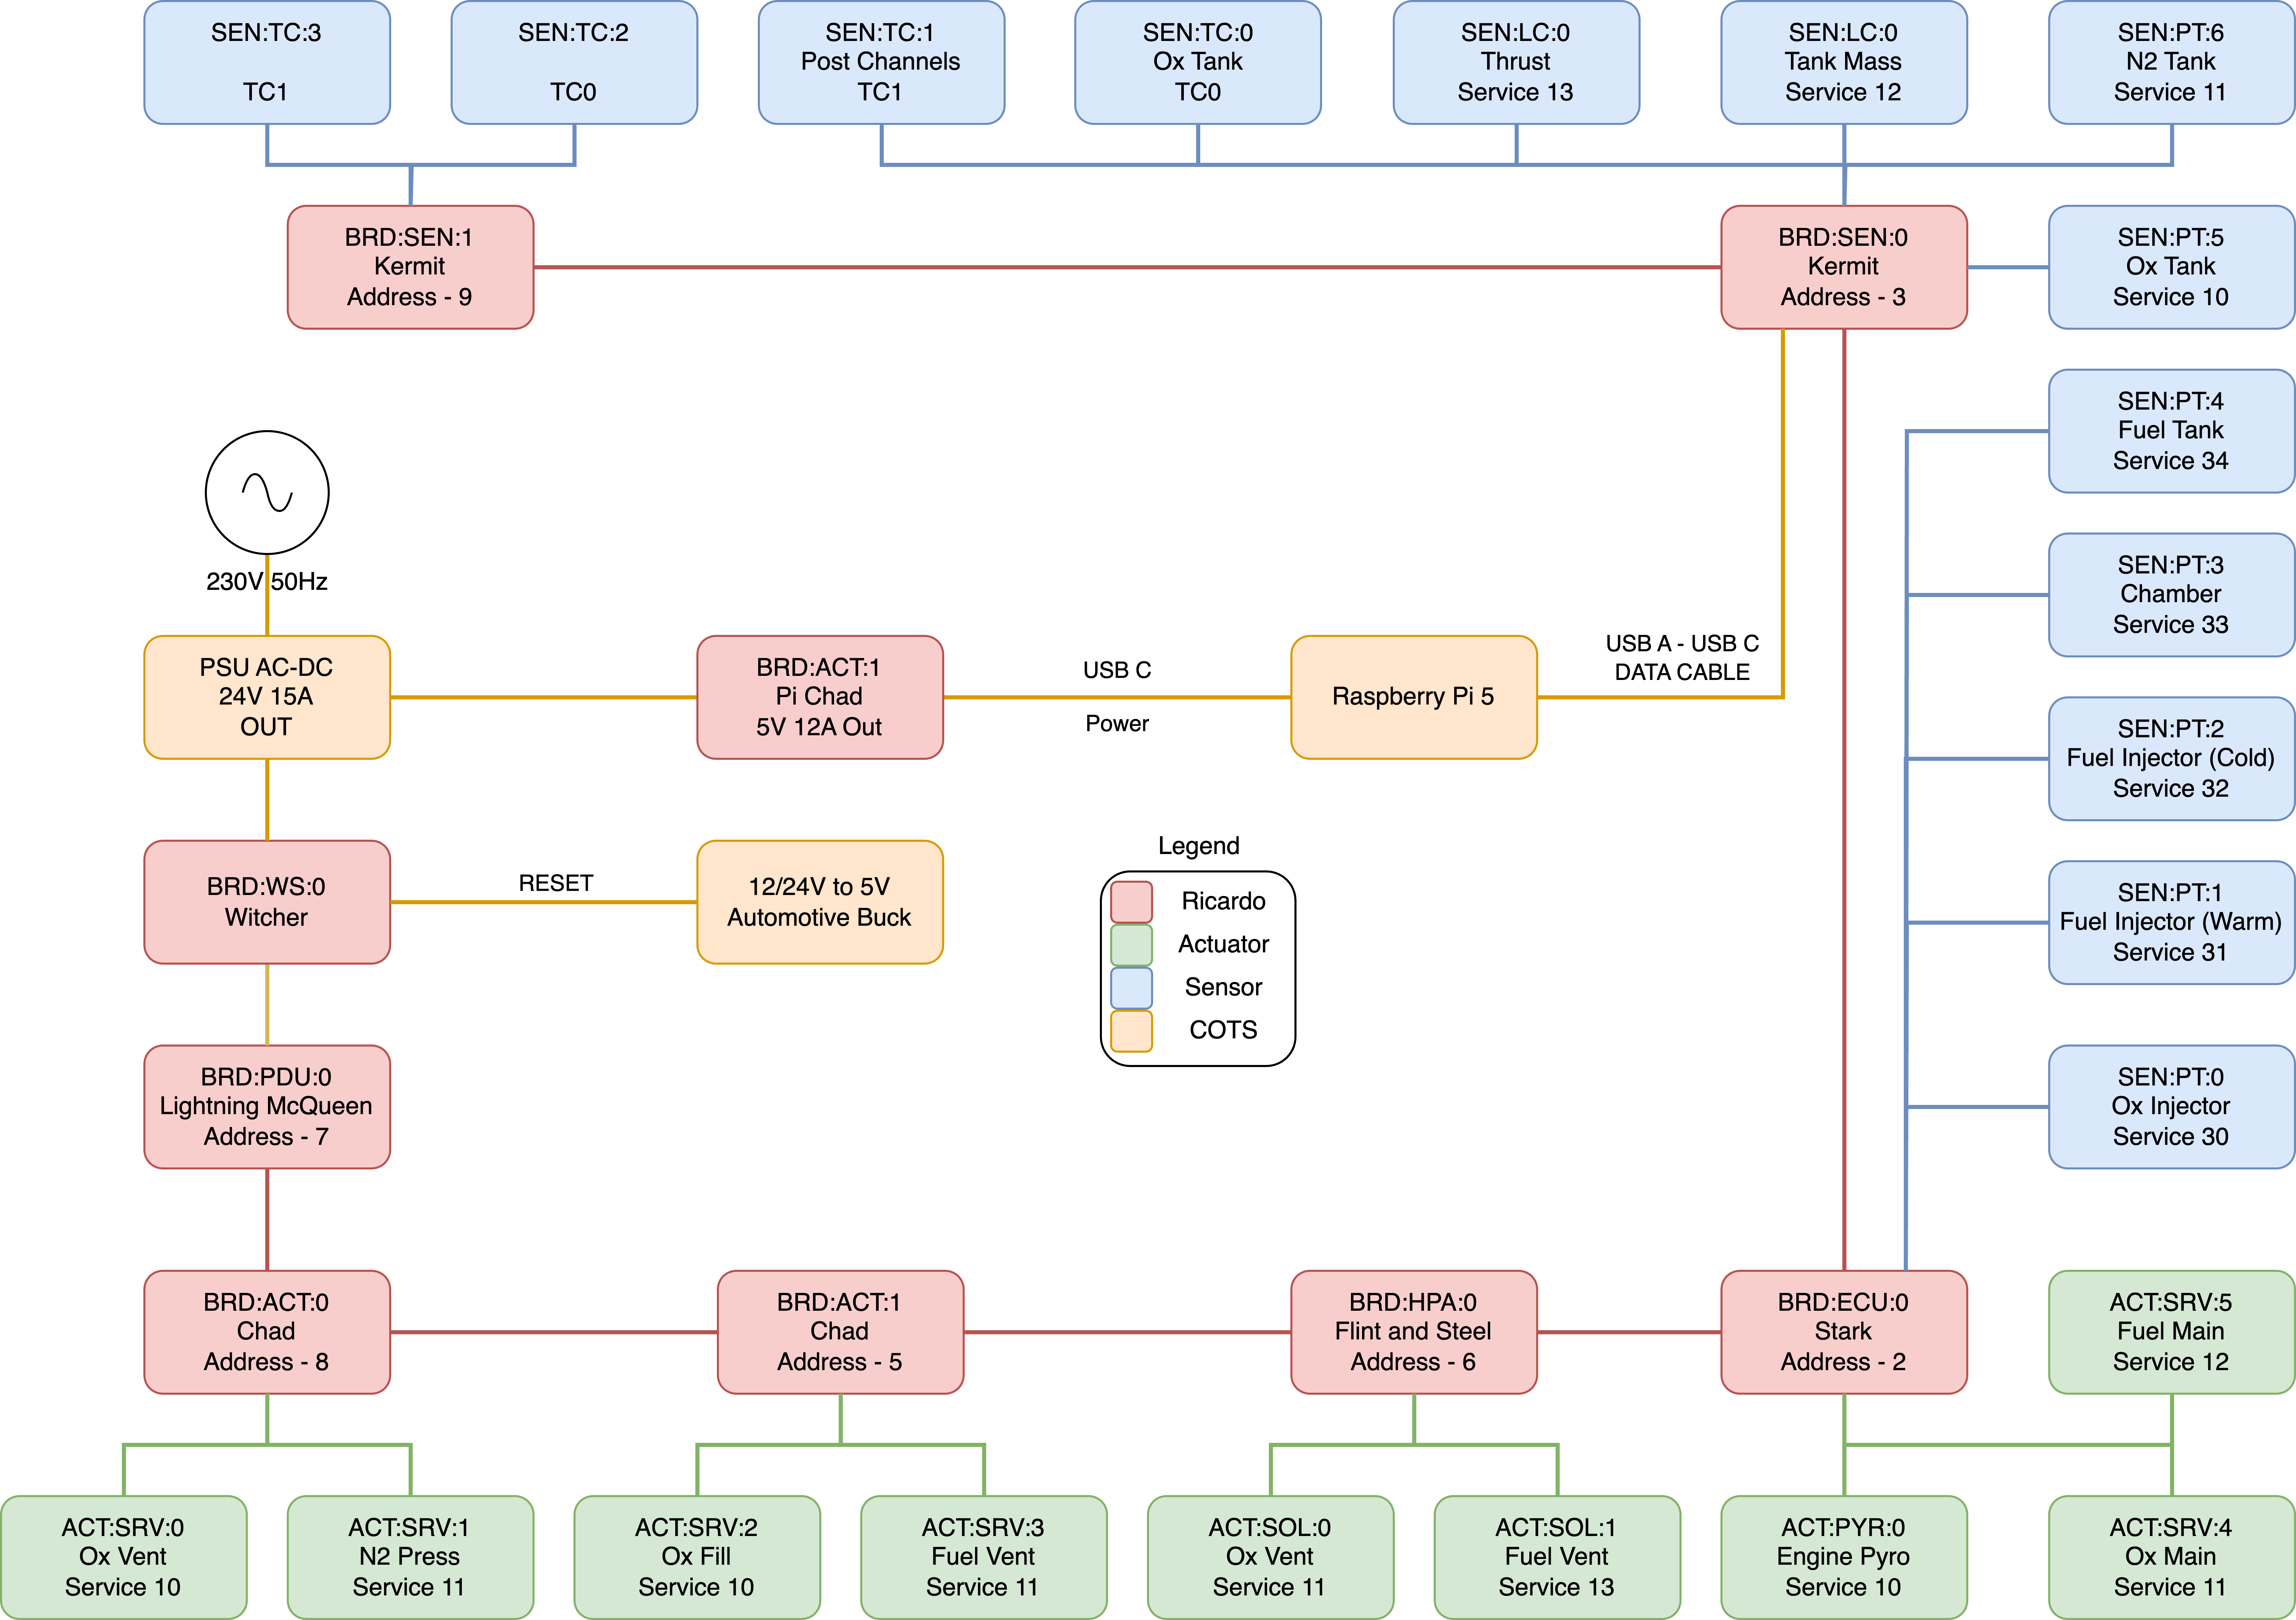 SEN:TC:3
TC1
SEN:TC:2
TC0
SEN:TC:1
Post Channels
TC1
SEN:TC:0
Ox Tank
TC0
SEN:LC:0
Thrust
Service 13
SEN:LC:0
Tank Mass
Service 12
SEN:PT:6
N2 Tank
Service 11
BRD:SEN:1
Kermit
Address - 9
BRD:SEN:0
Kermit
Address - 3
SEN:PT:5
Ox Tank
Service 10
SEN:PT:4
Fuel Tank
Service 34
230V 50Hz
SEN:PT:3
Chamber
Service 33
PSU AC-DC
24V 15A
OUT
BRD:ACT:1
Pi Chad
5V 12A Out
USB C
Power
Raspberry Pi 5
USB A - USB C
DATA CABLE
SEN:PT:2
Fuel Injector (Cold)
Service 32
BRD:WS:0
Witcher
RESET
12/24V to 5V
Automotive Buck
Legend
Ricardo
Actuator
Sensor
COTS
SEN:PT:1
Fuel Injector (Warm)
Service 31
BRD:PDU:0
Lightning McQueen
Address - 7
SEN:PT:0
Ox Injector
Service 30
BRD:ACT:0
Chad
Address - 8
BRD:ACT:1
Chad
Address - 5
BRD:HPA:0
Flint and Steel
Address - 6
BRD:ECU:0
Stark
Address - 2
ACT:SRV:5
Fuel Main
Service 12
ACT:SRV:0
Ox Vent
Service 10
ACT:SRV:1
N2 Press
Service 11
ACT:SRV:2
Ox Fill
Service 10
ACT:SRV:3
Fuel Vent
Service 11
ACT:SOL:0
Ox Vent
Service 11
ACT:SOL:1
Fuel Vent
Service 13
ACT:PYR:0
Engine Pyro
Service 10
ACT:SRV:4
Ox Main
Service 11